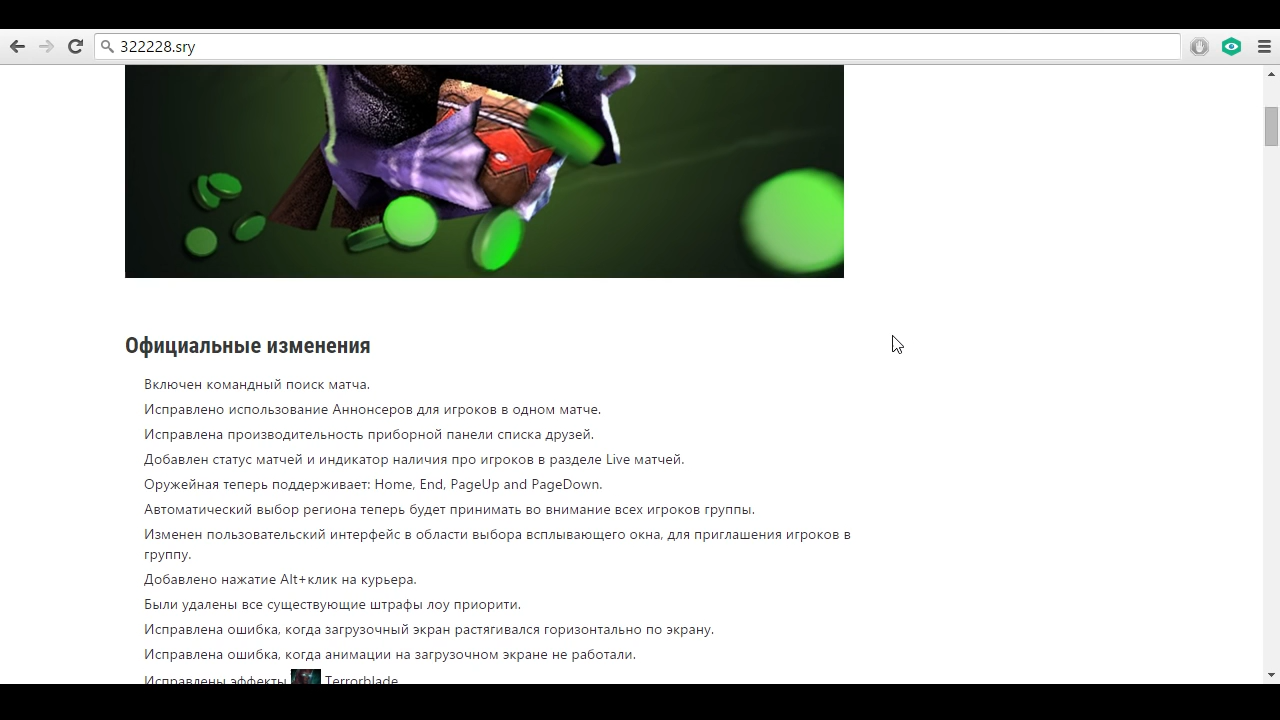 322228.sry
Официальные изменения
Включен командный поиск матча.
Исправлено использование Аннонсеров для игроков в одном матче.
Исправлена производительность приборной панели списка друзей.
Добавлен статус матчей и индикатор наличия про игроков в разделе Live матчей.
Оружейная теперь поддерживает: Home, End, PageUp and PageDown.
Автоматический выбор региона теперь будет принимать во внимание всех игроков группы.
Изменен пользовательский интерфейс в области выбора всплывающего окна, для приглашения игроков в
группу.
Добавлено нажатие Alt+клик на курьера.
Были удалены все существующие штрафы лоу приорити.
Исправлена ошибка, когда загрузочный экран растягивался горизонтально по экрану.
Исправлена ошибка, когда анимации на загрузочном экране не работали.
Исправлены эффекты Terrorblade